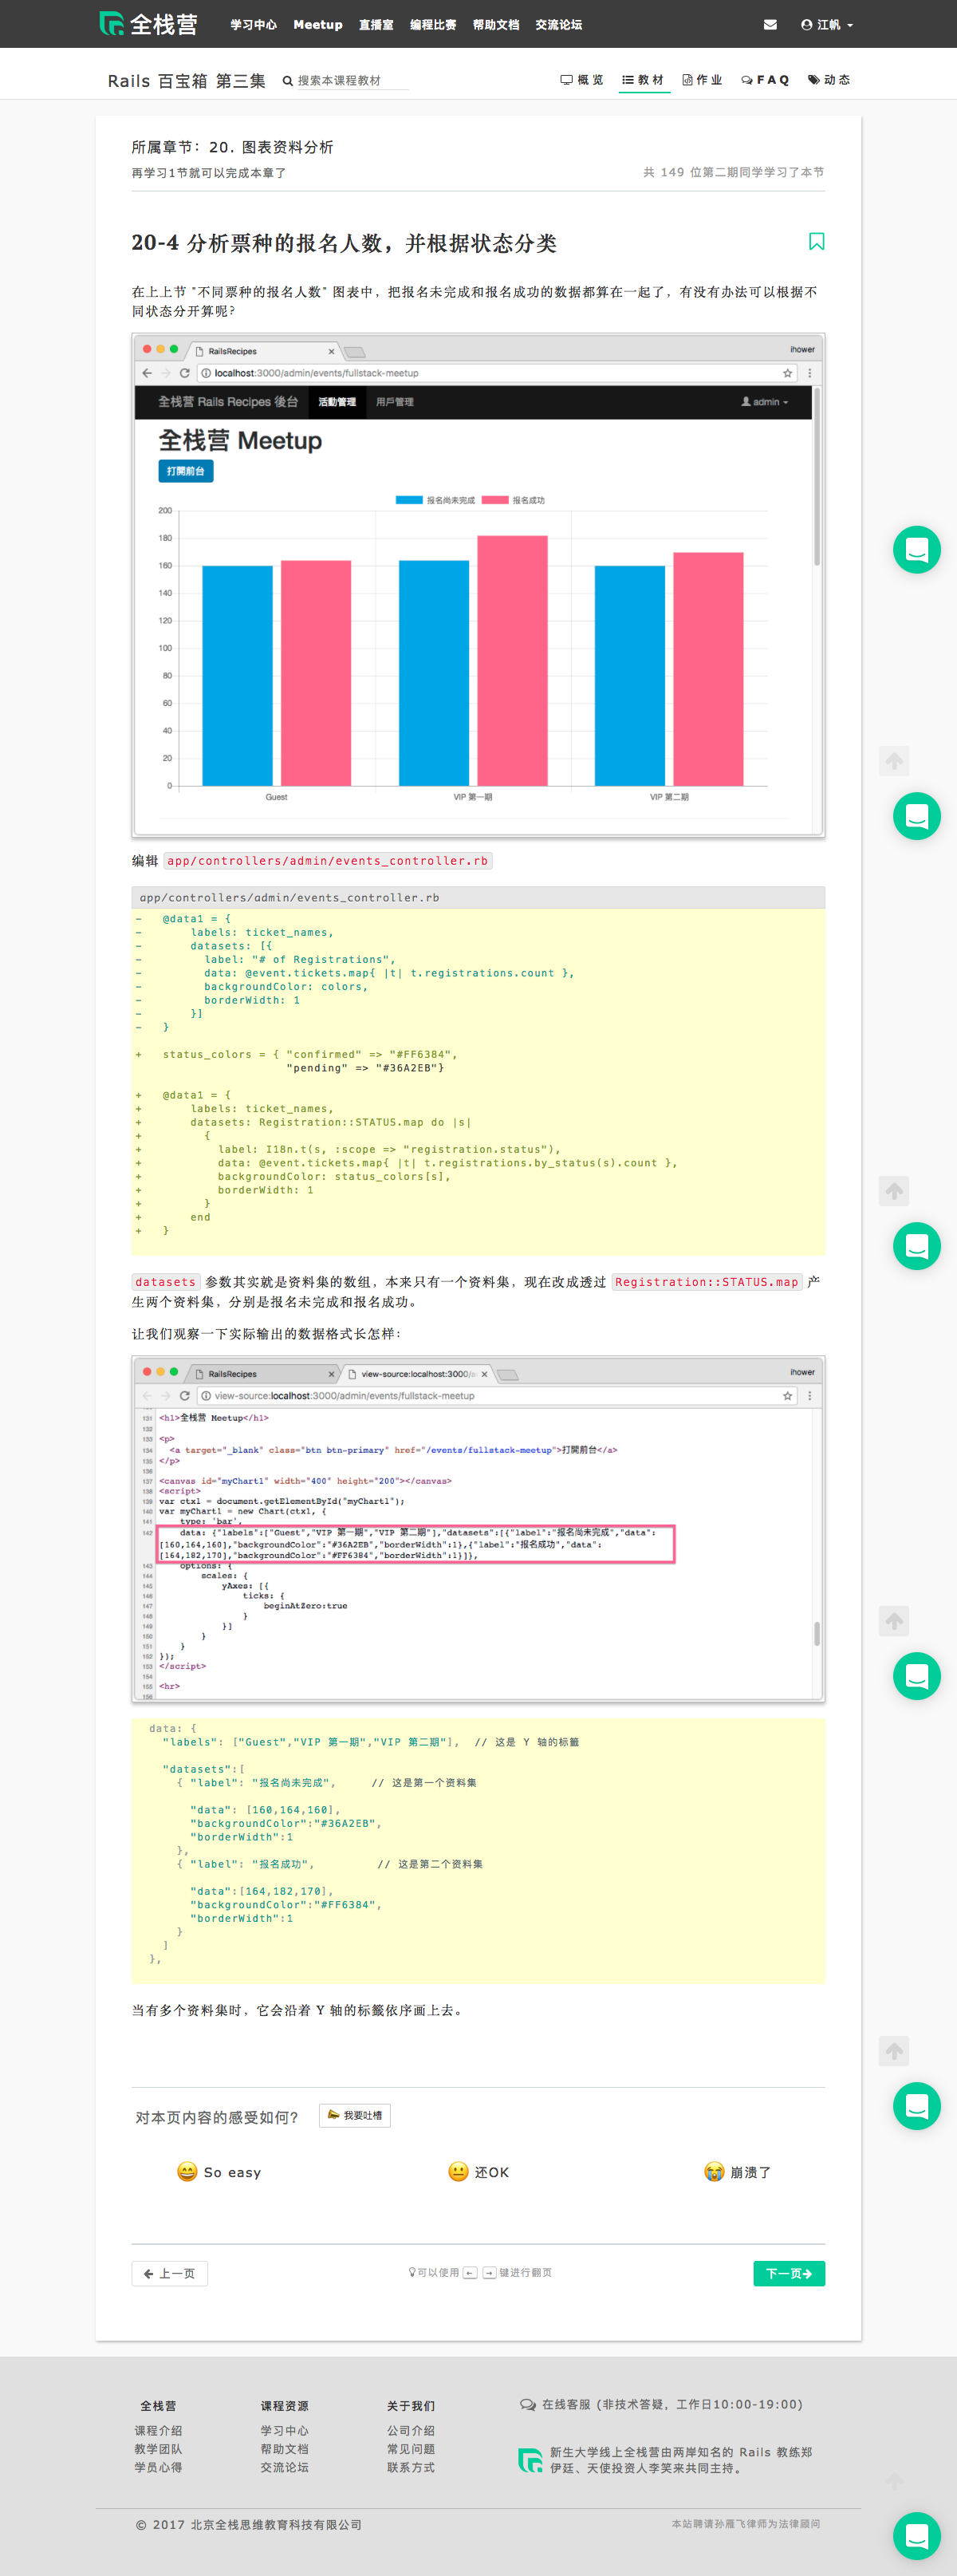 全栈营 学习中心 Meetup 直播室 编程比赛 帮助文档 交流论坛 江帆
Rails 百宝箱 第三集 搜索本课程教材 概览 教材 作业 FAQ 动态
所属章节：20. 图表资料分析
再学习1节就可以完成本章了 共 149 位第二期同学学习了本节
20-4 分析票种的报名人数，并根据状态分类
在上上节 "不同票种的报名人数" 图表中，把报名未完成和报名成功的数据都算在一起了，有没有办法可以根据不
同状态分开算呢？
RailsRecipes ihower
localhost:3000/admin/events/fullstack-meetup
全栈营 Rails Recipes 後台 活動管理 用戶管理 admin
全栈营 Meetup
打開前台
报名尚未完成 报名成功
200
180
160
140
120
100
80
60
40
20
0
Guest VIP 第一期 VIP 第二期
编辑 app/controllers/admin/events_controller.rb
app/controllers/admin/events_controller.rb
- @data1 = {
- labels: ticket_names,
- datasets: [{
- label: "# of Registrations",
- data: @event.tickets.map{ |t| t.registrations.count },
- backgroundColor: colors,
- borderWidth: 1
- }]
- }
+ status_colors = { "confirmed" => "#FF6384",
"pending" => "#36A2EB"}
+ @data1 = {
+ labels: ticket_names,
+ datasets: Registration::STATUS.map do |s|
+ {
+ label: I18n.t(s, :scope => "registration.status"),
+ data: @event.tickets.map{ |t| t.registrations.by_status(s).count },
+ backgroundColor: status_colors[s],
+ borderWidth: 1
+ }
+ end
+ }
datasets 参数其实就是资料集的数组，本来只有一个资料集，现在改成透过 Registration::STATUS.map 产
生两个资料集，分别是报名未完成和报名成功。
让我们观察一下实际输出的数据格式长怎样：
RailsRecipes view-source:localhost:3000/a ihower
view-source:localhost:3000/admin/events/fullstack-meetup
131 <h1>全栈营 Meetup</h1>
132
133 <p>
134 <a target="_blank" class="btn btn-primary" href="/events/fullstack-meetup">打開前台</a>
135 </p>
136
137 <canvas id="myChart1" width="400" height="200"></canvas>
138 <script>
139 var ctx1 = document.getElementById("myChart1");
140 var myChart1 = new Chart(ctx1, {
141 type: 'bar',
142 data: {"labels":["Guest","VIP 第一期","VIP 第二期"],"datasets":[{"label":"报名尚未完成","data":
[160,164,160],"backgroundColor":"#36A2EB","borderWidth":1},{"label":"报名成功","data":
[164,182,170],"backgroundColor":"#FF6384","borderWidth":1}]},
143 options: {
144 scales: {
145 yAxes: [{
146 ticks: {
147 beginAtZero:true
148 }
149 }]
150 }
151 }
152 });
153 </script>
154
155 <hr>
156
data: {
"labels": ["Guest","VIP 第一期","VIP 第二期"], // 这是 Y 轴的标籤
"datasets":[
{ "label": "报名尚未完成", // 这是第一个资料集
"data": [160,164,160],
"backgroundColor":"#36A2EB",
"borderWidth":1
},
{ "label": "报名成功", // 这是第二个资料集
"data":[164,182,170],
"backgroundColor":"#FF6384",
"borderWidth":1
}
]
},
当有多个资料集时，它会沿着 Y 轴的标籤依序画上去。
对本页内容的感受如何? 我要吐槽
So easy 还OK 崩溃了
上一页 可以使用 ← → 键进行翻页 下一页
全栈营 课程资源 关于我们 在线客服 (非技术答疑，工作日10:00-19:00)
课程介绍 学习中心 公司介绍
教学团队 帮助文档 常见问题 新生大学线上全栈营由两岸知名的 Rails 教练郑
学员心得 交流论坛 联系方式 伊廷、天使投资人李笑来共同主持。
© 2017 北京全栈思维教育科技有限公司 本站聘请孙雁飞律师为法律顾问